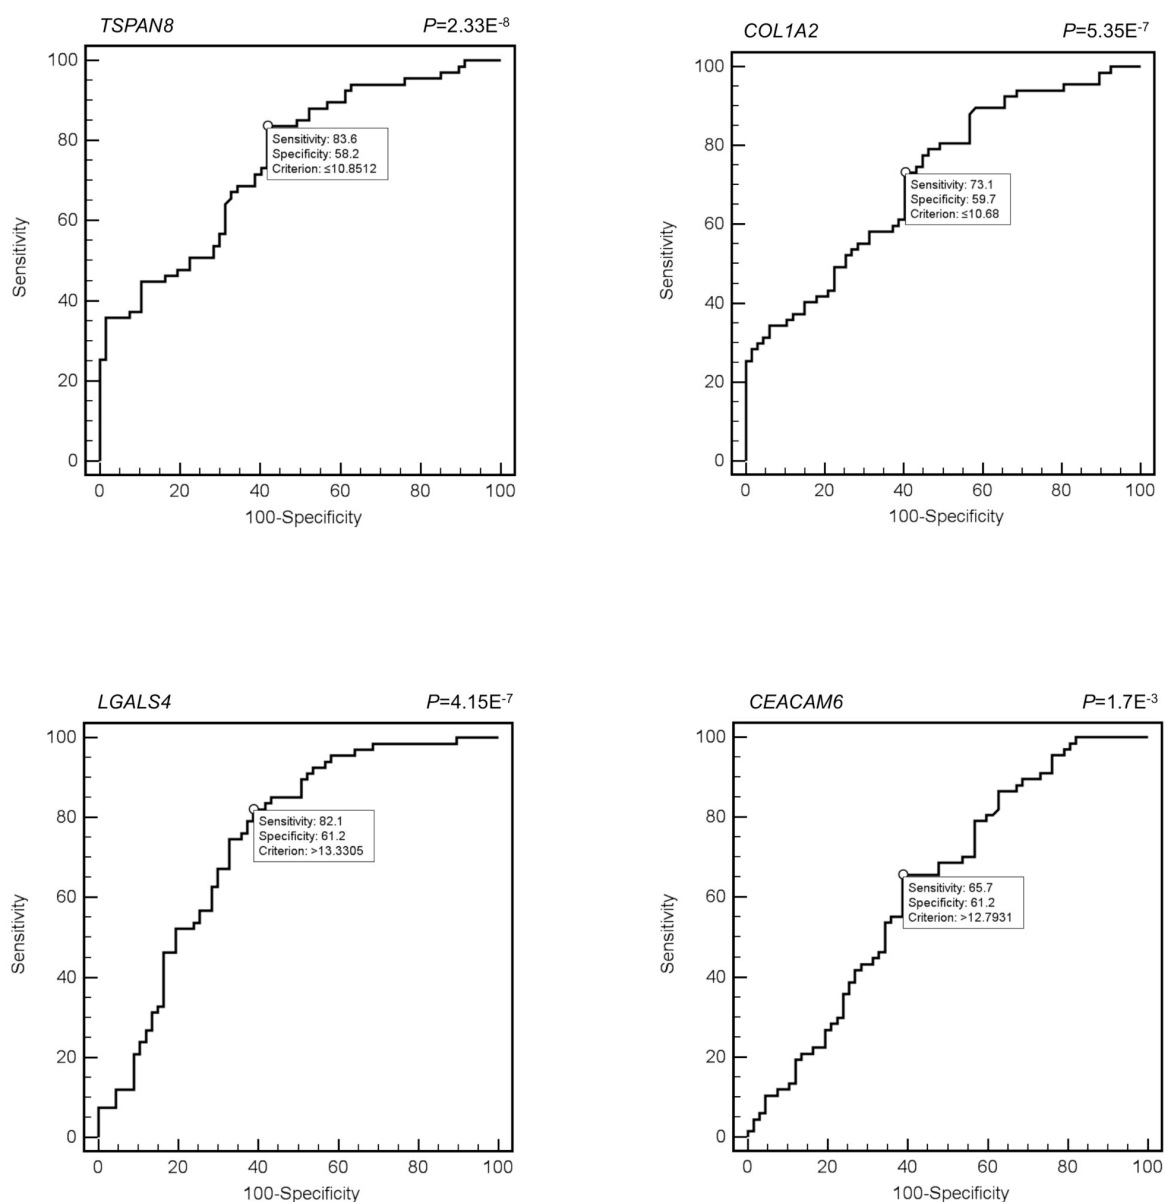 TSPAN8 P=2.33E-8
100
80
60
40
20
0
Sensitivity
Sensitivity: 83.6
Specificity: 58.2
Criterion: ≤10.8512
0 20 40 60 80 100
100-Specificity
COL1A2 P=5.35E-7
100
80
60
40
20
0
Sensitivity
Sensitivity: 73.1
Specificity: 59.7
Criterion: ≤10.68
0 20 40 60 80 100
100-Specificity
LGALS4 P=4.15E-7
100
80
60
40
20
0
Sensitivity
Sensitivity: 82.1
Specificity: 61.2
Criterion: >13.3305
0 20 40 60 80 100
100-Specificity
CEACAM6 P=1.7E-3
100
80
60
40
20
0
Sensitivity
Sensitivity: 65.7
Specificity: 61.2
Criterion: >12.7931
0 20 40 60 80 100
100-Specificity